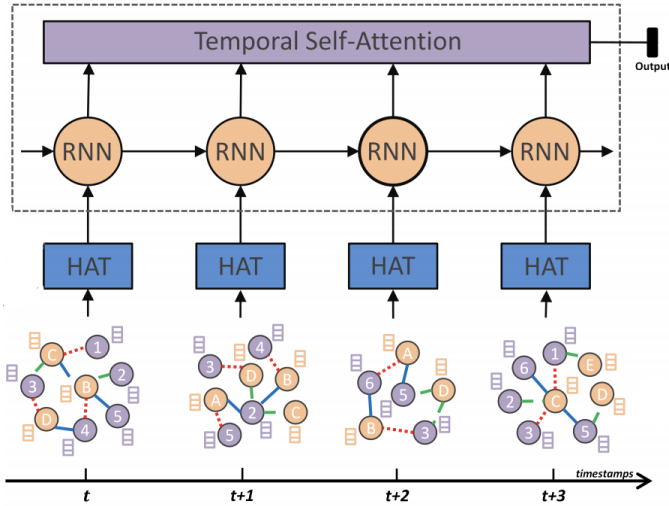 Temporal Self-Attention
Output
RNN RNN RNN RNN
HAT HAT HAT HAT
C 1 3 B 2 D 4 5
4 3 D B A 2 C 5
A 6 5 D B 3
1 E 6 D 2 C 3 5
timestamps
t t+1 t+2 t+3